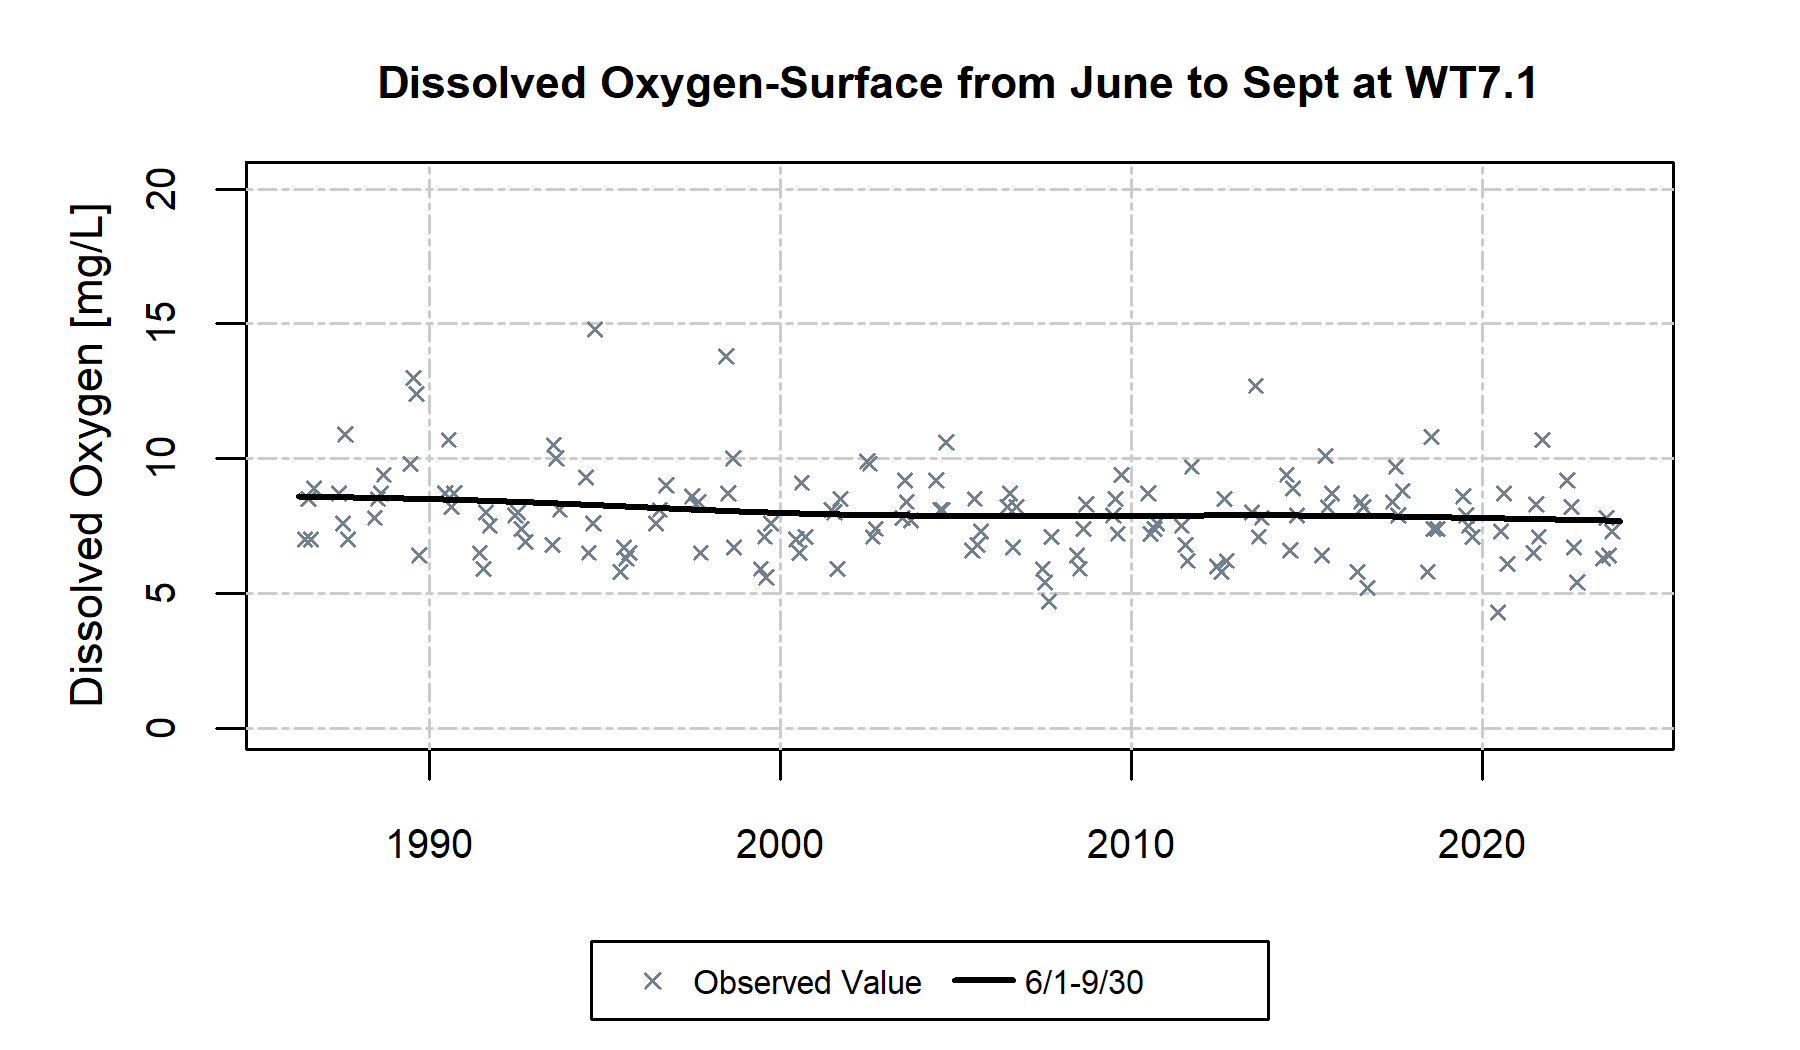 Dissolved Oxygen-Surface from June to Sept at WT7.1
Dissolved Oxygen [mg/L]
20
15
10
5
0
1990 2000 2010 2020
Observed Value 6/1-9/30